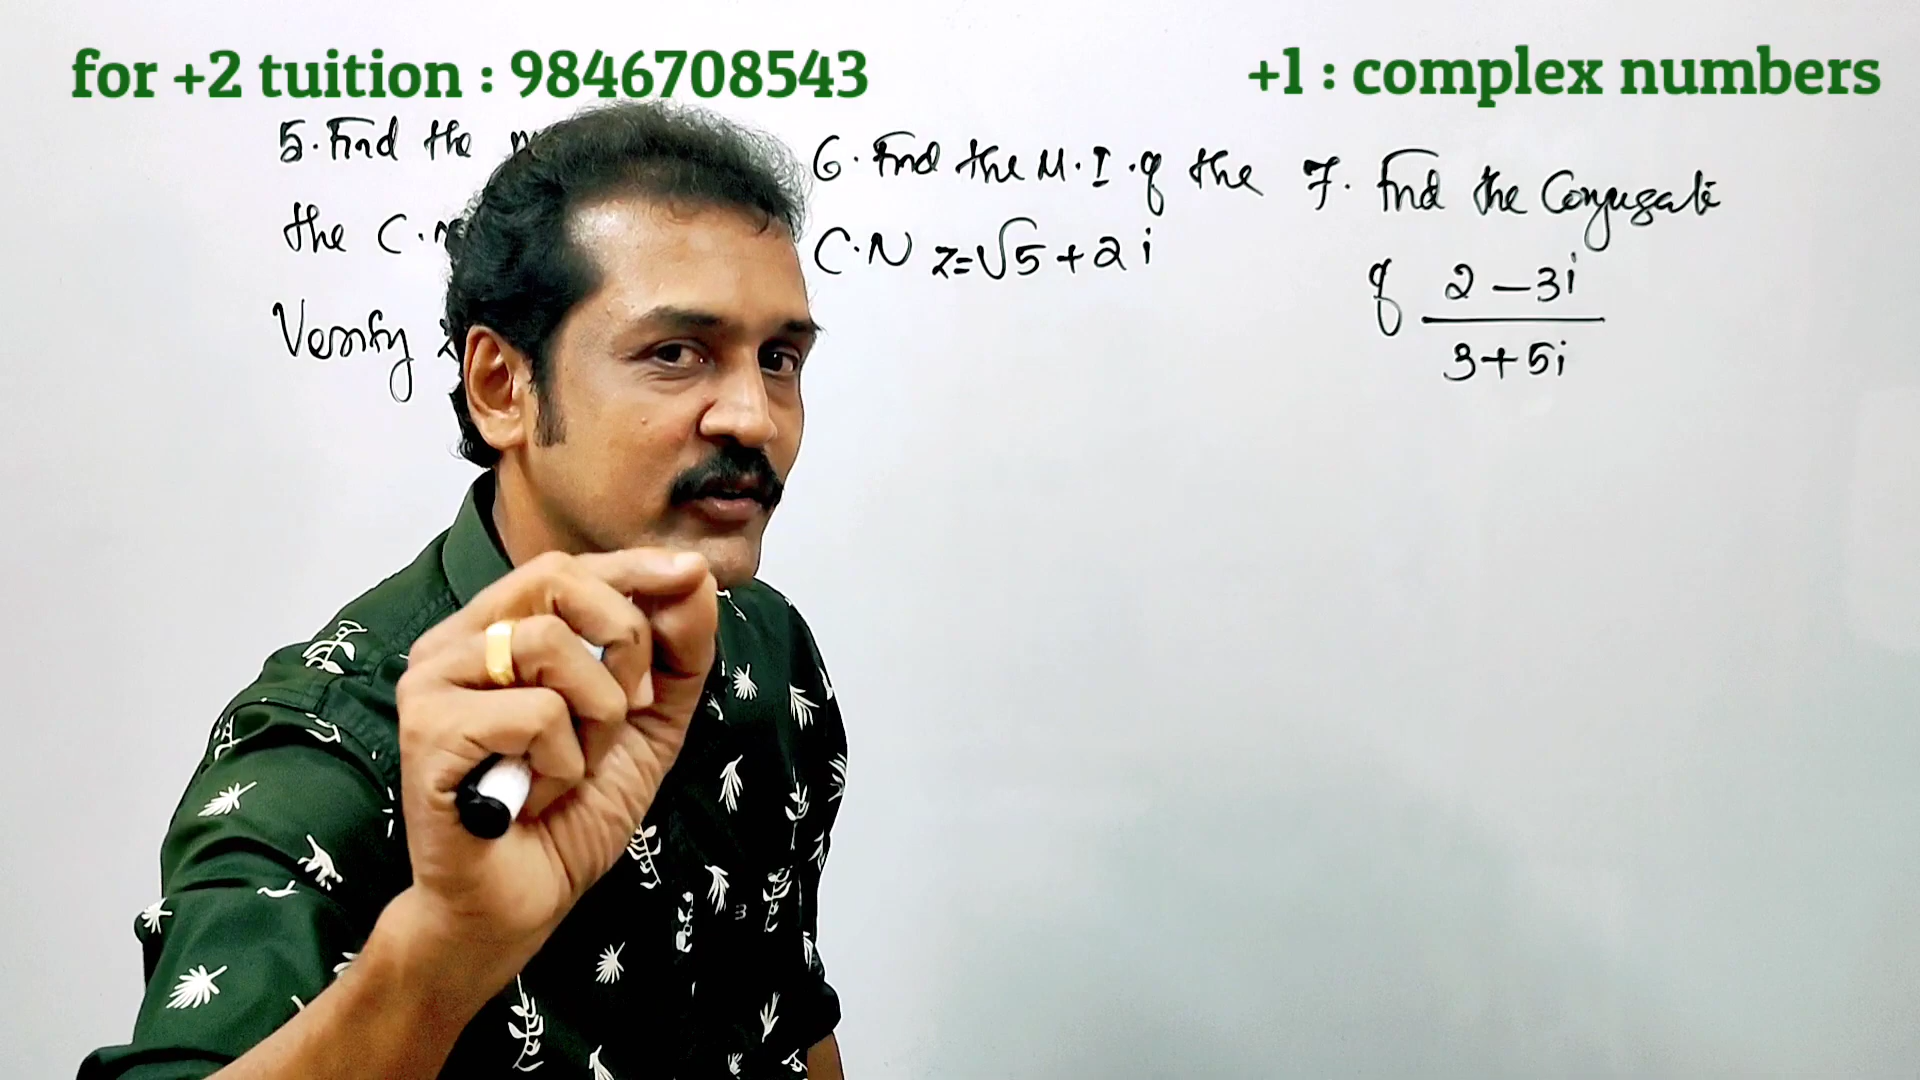 for +2 tuition : 9846708543
+1 : complex numbers
5. Find the
the C.N
Verify
6. Find the M.I. of the
C.N z=√5+2i
7. Find the Conjugate
of 2-3i
3+5i